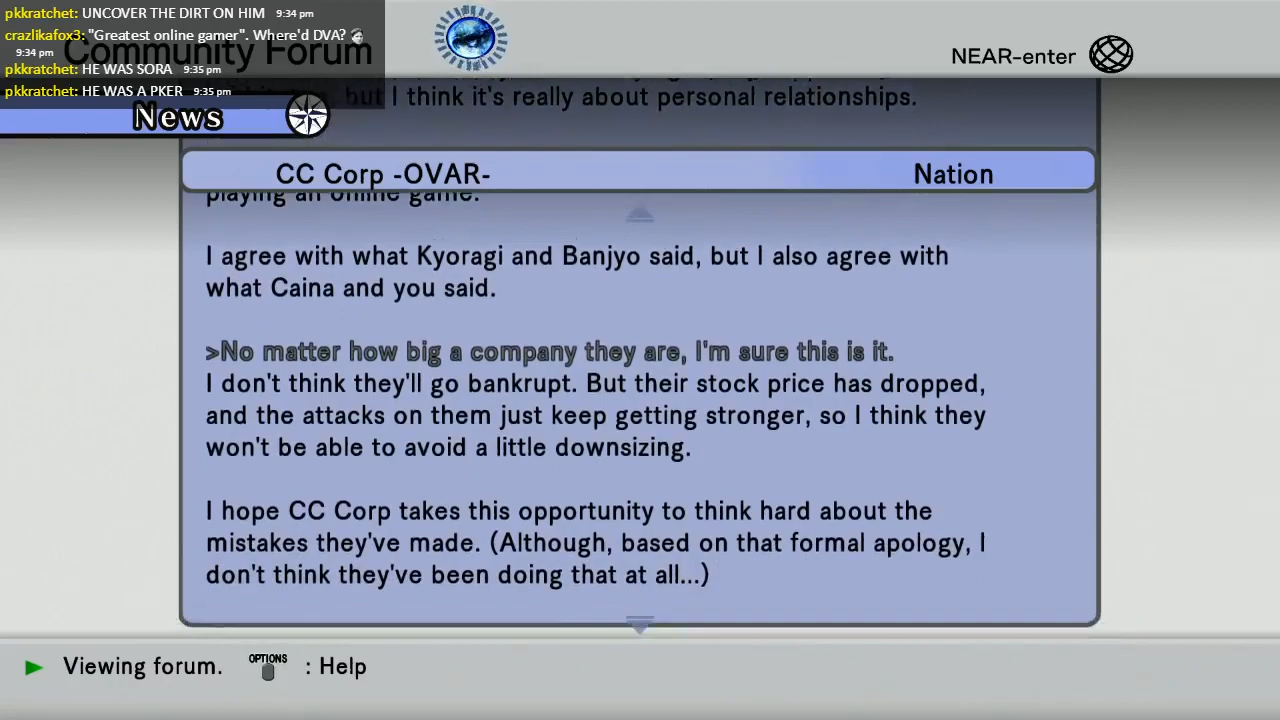 pkkratchet: UNCOVER THE DIRT ON HIM 9:34 pm
crazlikafox3: "Greatest online gamer". Where'd DVA?
9:34 pm
Community Forum
NEAR-enter
pkkratchet: HE WAS SORA 9:35 pm
pkkratchet: HE WAS A PKER 9:35 pm
but I think it's really about personal relationships.
News
CC Corp -OVAR- Nation
playing an online game.
I agree with what Kyoragi and Banjyo said, but I also agree with
what Caina and you said.
>No matter how big a company they are, I'm sure this is it.
I don't think they'll go bankrupt. But their stock price has dropped,
and the attacks on them just keep getting stronger, so I think they
won't be able to avoid a little downsizing.
I hope CC Corp takes this opportunity to think hard about the
mistakes they've made. (Although, based on that formal apology, I
don't think they've been doing that at all...)
Viewing forum. OPTIONS : Help